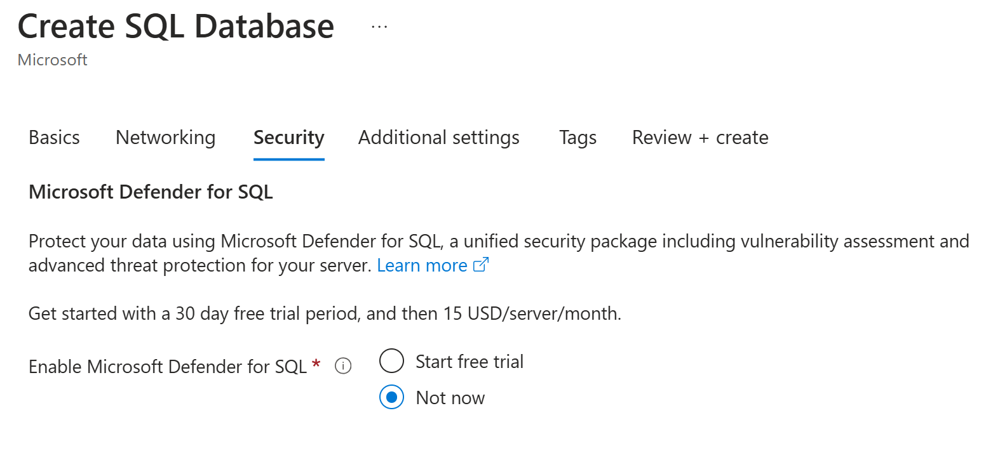 Create SQL Database ...
Microsoft
Basics Networking Security Additional settings Tags Review + create
Microsoft Defender for SQL
Protect your data using Microsoft Defender for SQL, a unified security package including vulnerability assessment and
advanced threat protection for your server. Learn more
Get started with a 30 day free trial period, and then 15 USD/server/month.
Enable Microsoft Defender for SQL * Start free trial
Not now